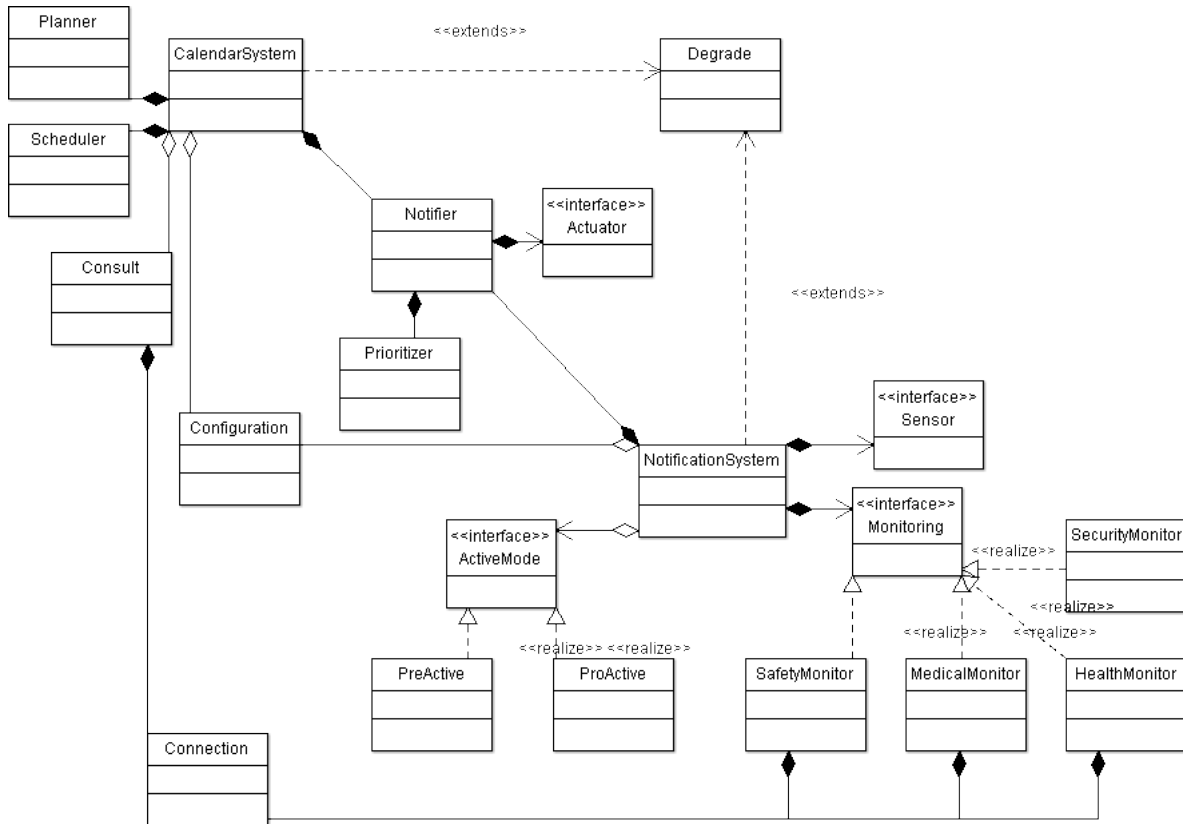 Planner
<<extends>>
CalendarSystem
Degrade
Scheduler
<<interface>>
Actuator
Notifier
Consult
<<extends>>
Prioritizer
<<interface>>
Sensor
Configuration
NotificationSystem
<<interface>>
Monitoring
<<interface>>
ActiveMode
SecurityMonitor
<<realize>>
<<realize>>
<<realize>>
<<realize>>
<<realize>>
<<realize>>
PreActive
ProActive
SafetyMonitor
MedicalMonitor
HealthMonitor
Connection